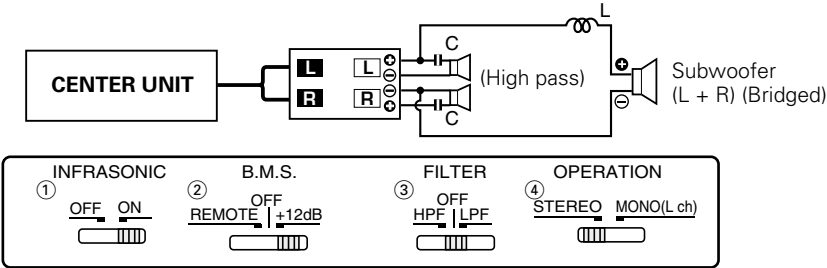 L
C
CENTER UNIT
L L ⊕
⊖
(High pass)
⊕
Subwoofer
(L + R) (Bridged)
R R ⊖
⊕
⊖
C
INFRASONIC
① OFF ON
B.M.S.
② OFF
REMOTE +12dB
FILTER
③ OFF
HPF LPF
OPERATION
④ STEREO MONO(L ch)